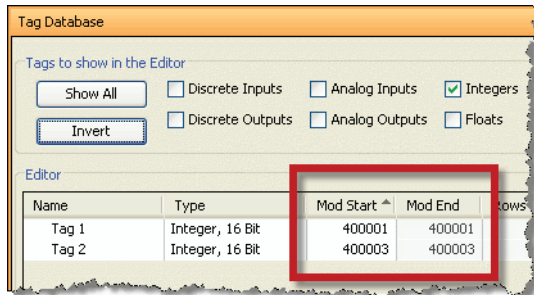 Tag Database
Tags to show in the Editor
Show All Discrete Inputs Analog Inputs Integers
Invert Discrete Outputs Analog Outputs Floats
Editor
Name Type Mod Start Mod End Rows
Tag 1 Integer, 16 Bit 400001 400001
Tag 2 Integer, 16 Bit 400003 400003